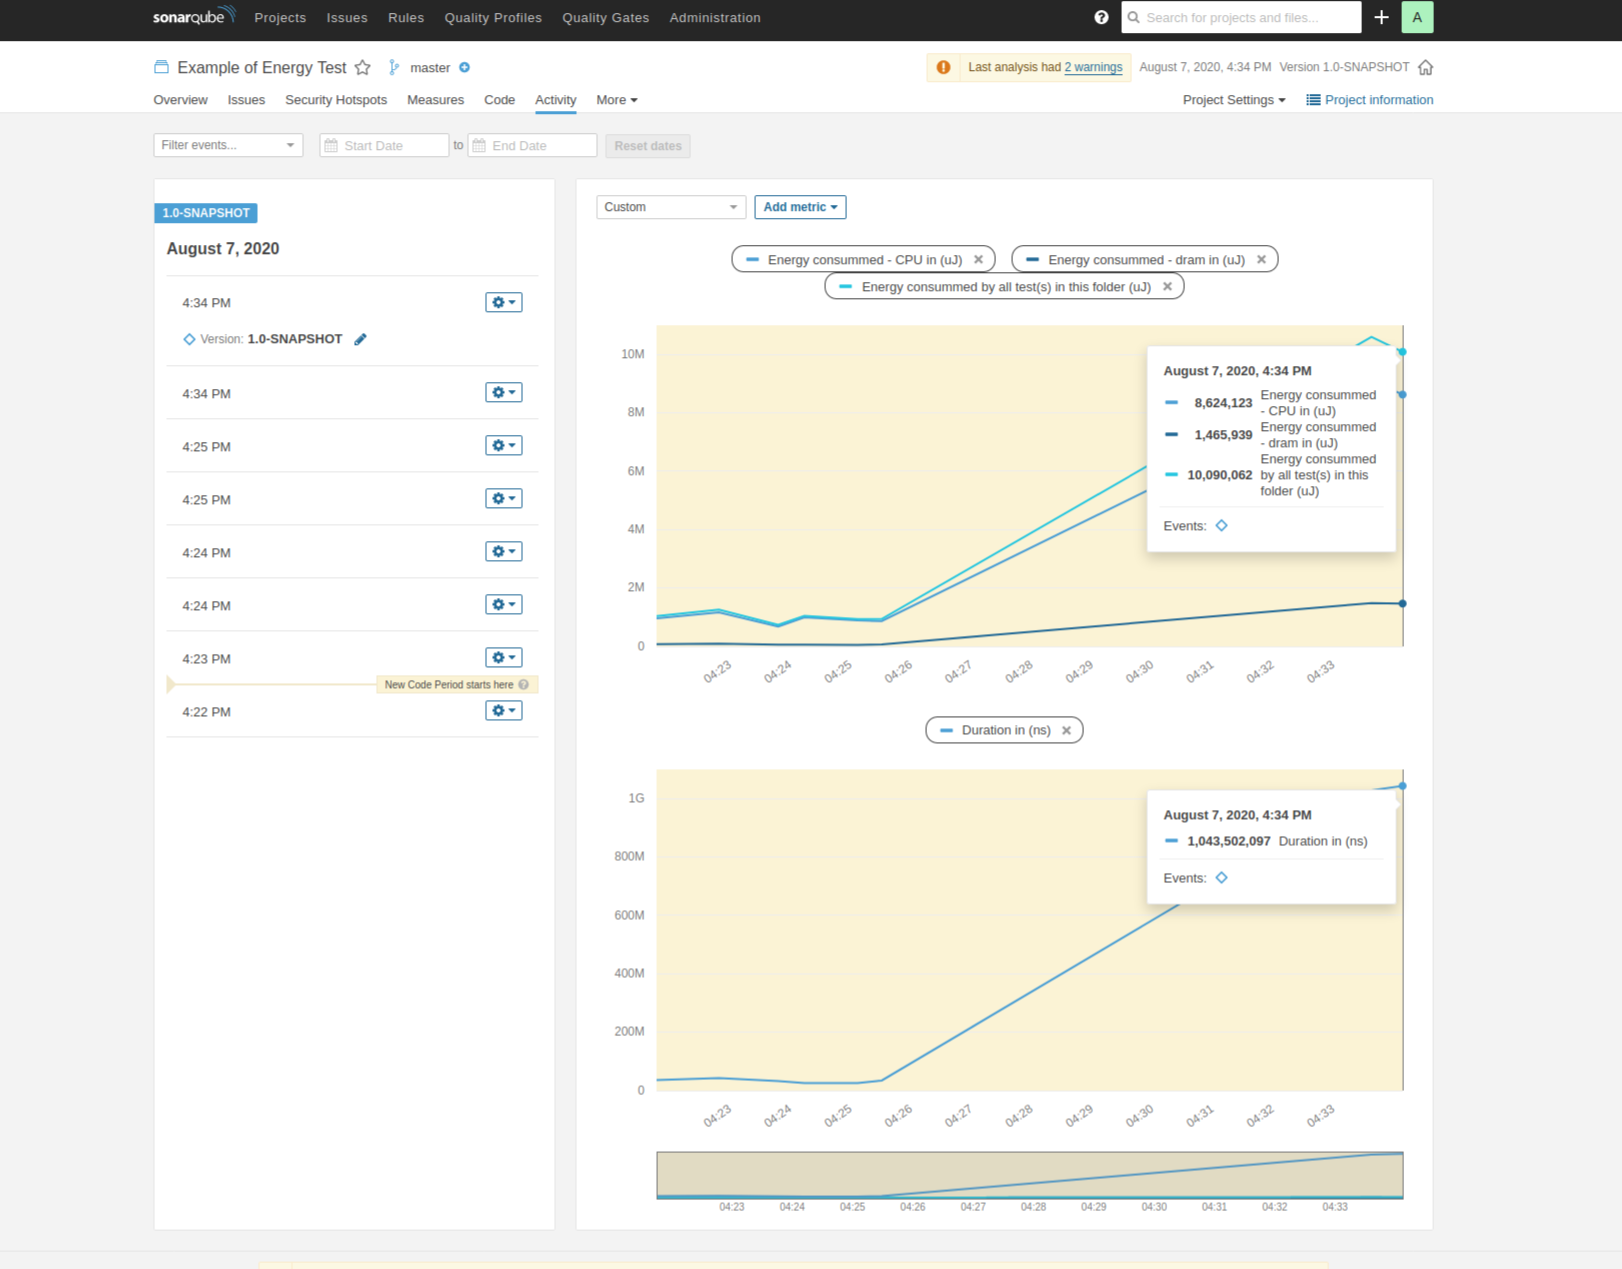 sonarqube Projects Issues Rules Quality Profiles Quality Gates Administration ? Search for projects and files... A
Example of Energy Test master Last analysis had 2 warnings August 7, 2020, 4:34 PM Version 1.0-SNAPSHOT
Overview Issues Security Hotspots Measures Code Activity More Project Settings Project information
Filter events... Start Date to End Date Reset dates
1.0-SNAPSHOT
August 7, 2020
4:34 PM
Version: 1.0-SNAPSHOT
4:34 PM
4:25 PM
4:25 PM
4:24 PM
4:24 PM
4:23 PM
New Code Period starts here ?
4:22 PM
Custom Add metric
Energy consummed - CPU in (uJ) Energy consummed - dram in (uJ)
Energy consummed by all test(s) in this folder (uJ)
10M
8M
6M
4M
2M
0
August 7, 2020, 4:34 PM
8,624,123 Energy consummed
- CPU in (uJ)
1,465,939 Energy consummed
- dram in (uJ)
10,090,062 Energy consummed
by all test(s) in this
folder (uJ)
Events:
04:23 04:24 04:25 04:26 04:27 04:28 04:29 04:30 04:31 04:32 04:33
Duration in (ns)
1G
800M
600M
400M
200M
0
August 7, 2020, 4:34 PM
1,043,502,097 Duration in (ns)
Events:
04:23 04:24 04:25 04:26 04:27 04:28 04:29 04:30 04:31 04:32 04:33
04:23 04:24 04:25 04:26 04:27 04:28 04:29 04:30 04:31 04:32 04:33